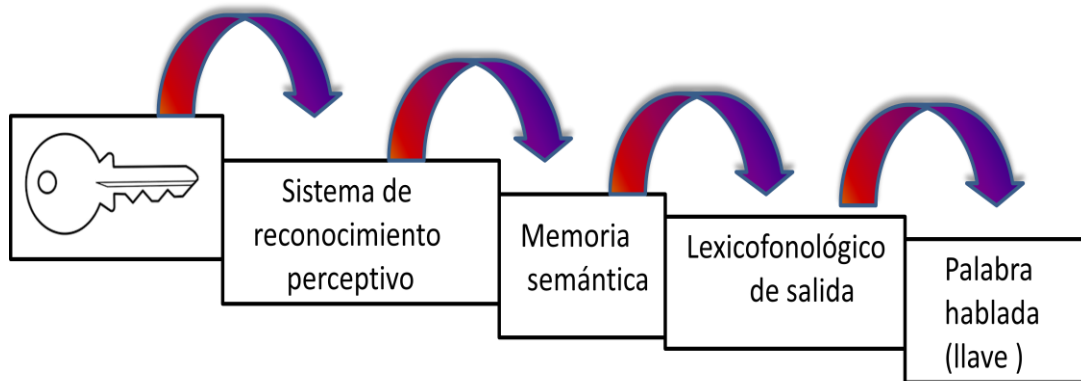 Sistema de
reconocimiento
perceptivo
Memoria
semántica
Lexicofonológico
de salida
Palabra
hablada
(llave )